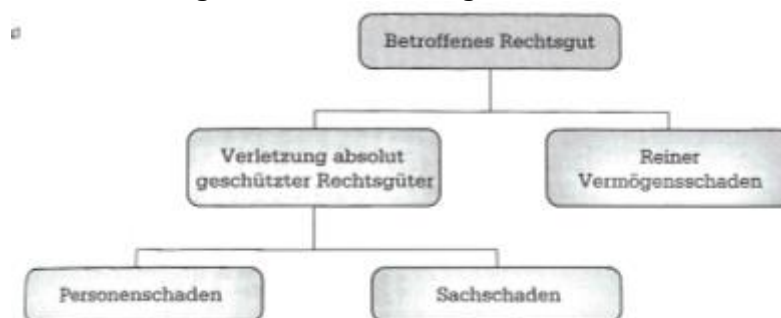 Betroffenes Rechtsgut
Verletzung absolut
geschützter Rechtsgüter
Reiner
Vermögensschaden
Personenschaden
Sachschaden